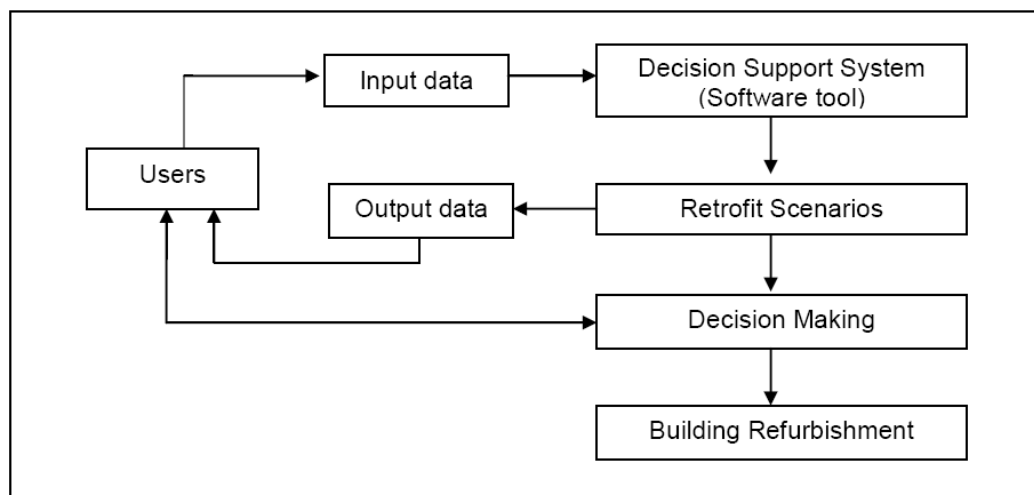 Input data
Decision Support System
(Software tool)
Users
Output data
Retrofit Scenarios
Decision Making
Building Refurbishment